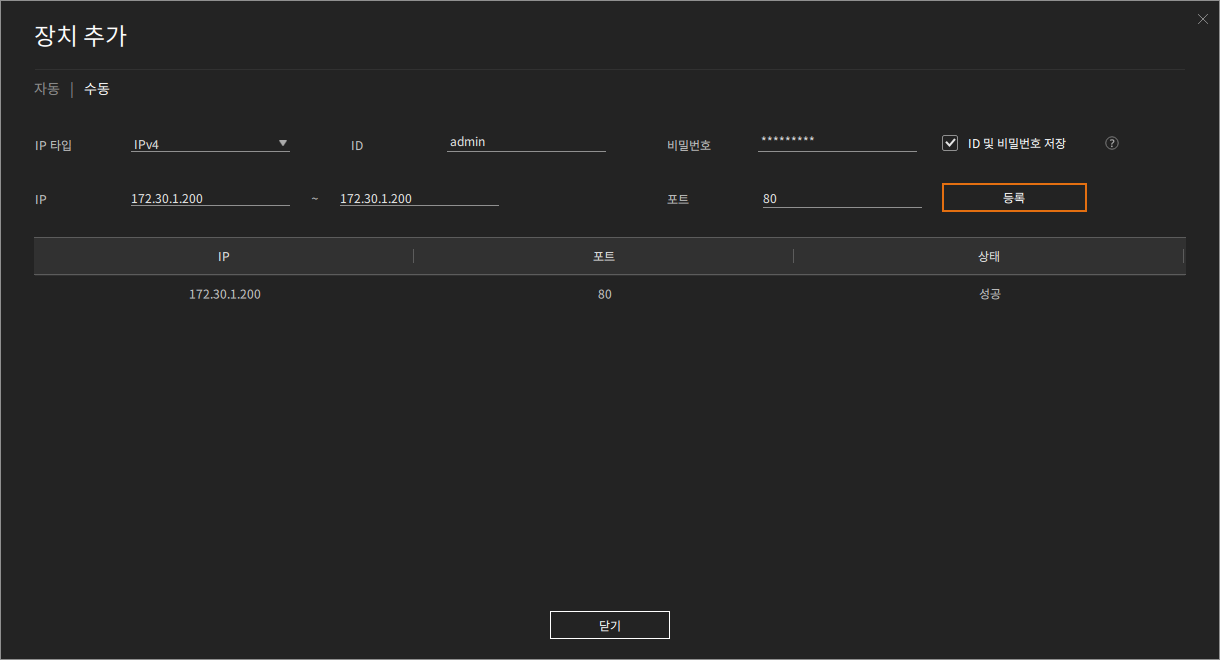 장치 추가
자동 | 수동
IP 타입 IPv4 ID admin 비밀번호 ********* ID 및 비밀번호 저장 ?
IP 172.30.1.200 ~ 172.30.1.200 포트 80 등록
IP 포트 상태
172.30.1.200 80 성공
닫기